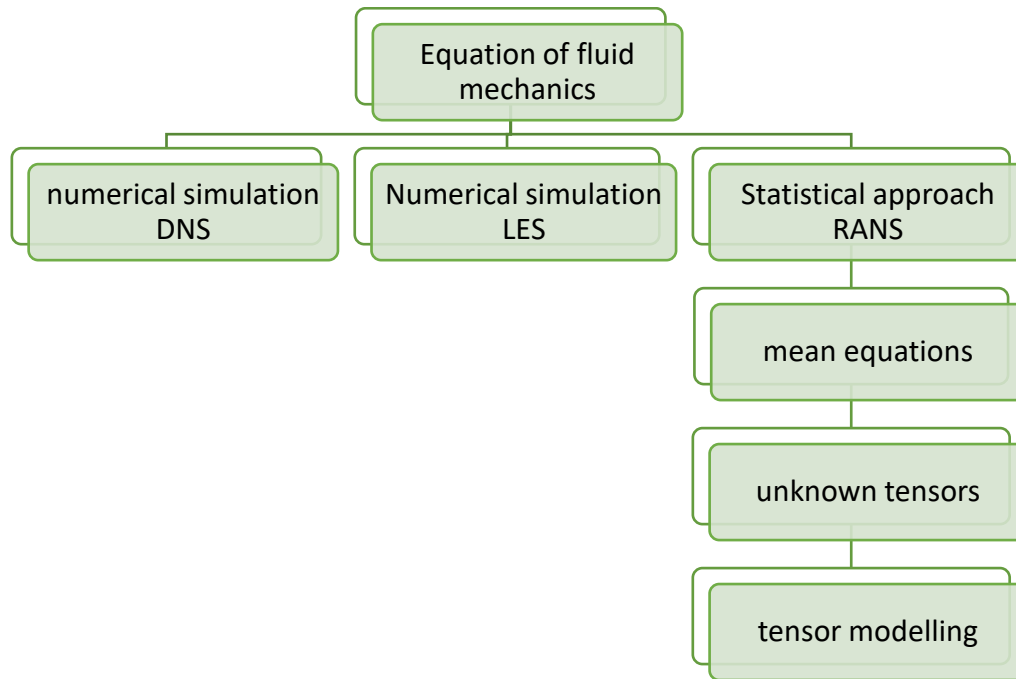 Equation of fluid
mechanics
numerical simulation
DNS
Numerical simulation
LES
Statistical approach
RANS
mean equations
unknown tensors
tensor modelling